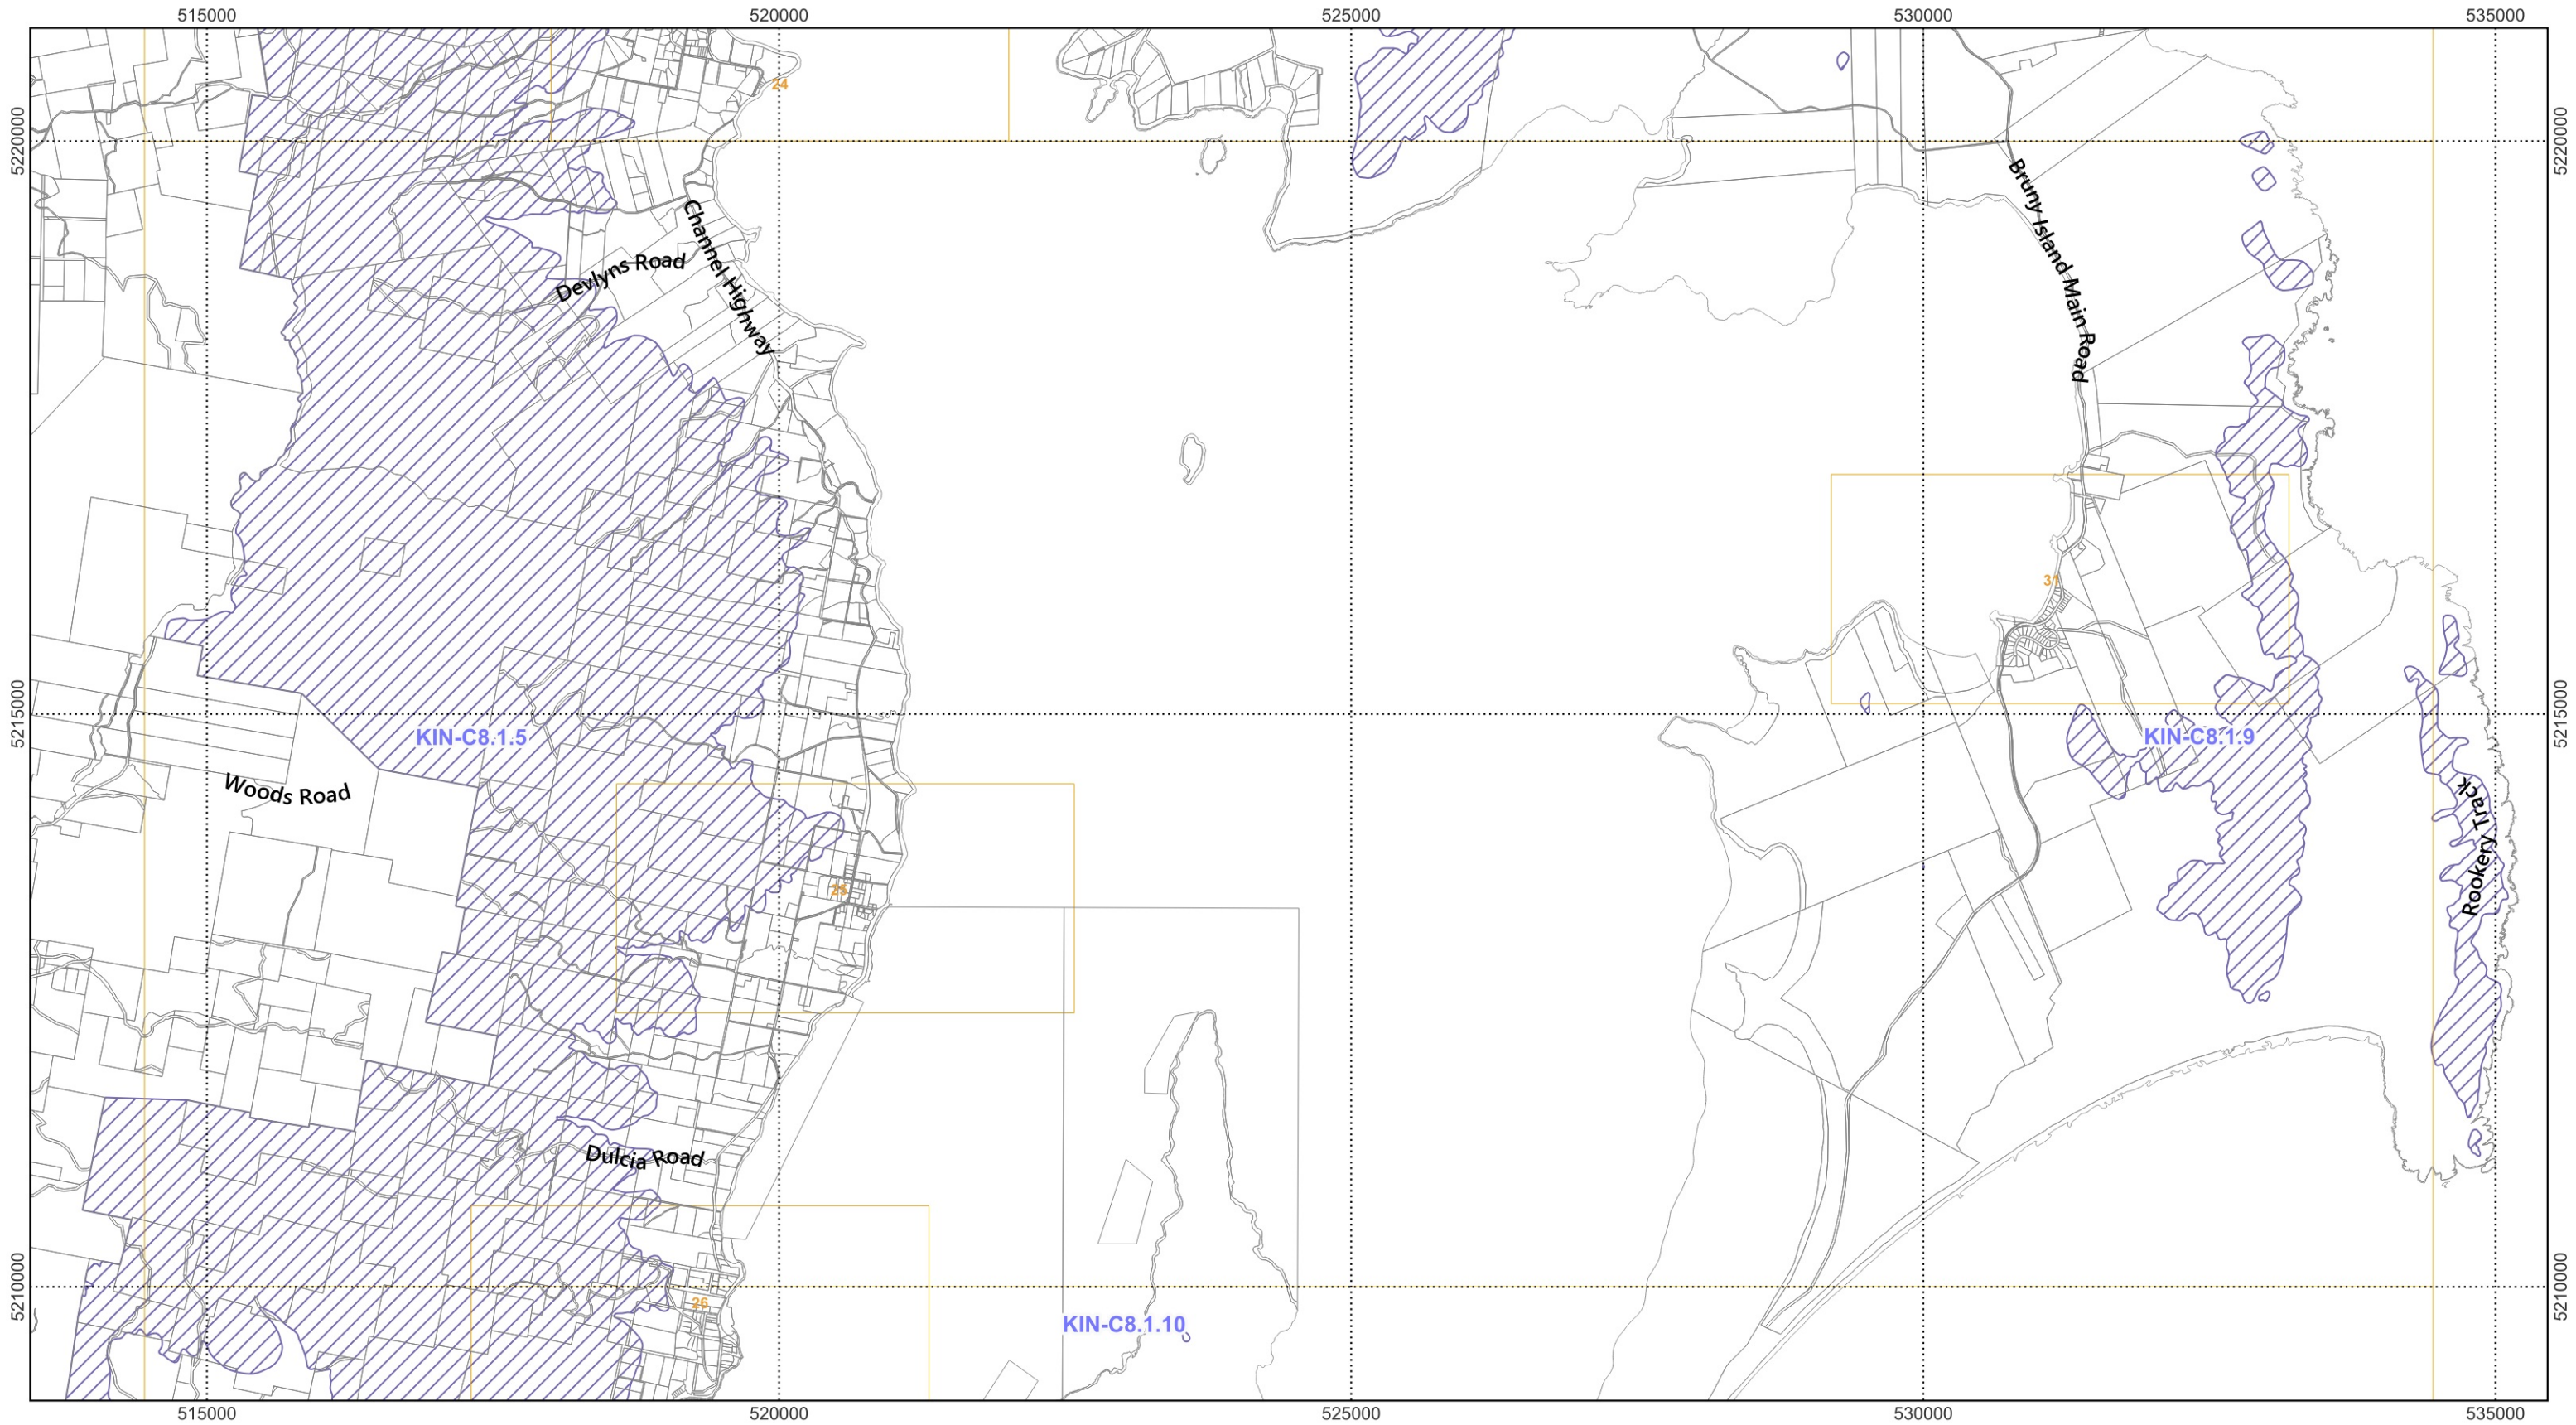 515000 520000 525000 530000 535000
24
5220000 5220000
Bruny Island Main Road
Channel Highway
Devlyns Road
31
5215000 5215000
KIN-C8.1.5 KIN-C8.1.9
Woods Road
Rookery Track
25
Dulcia Road
5210000 5210000
26
KIN-C8.1.10
515000 520000 525000 530000 535000